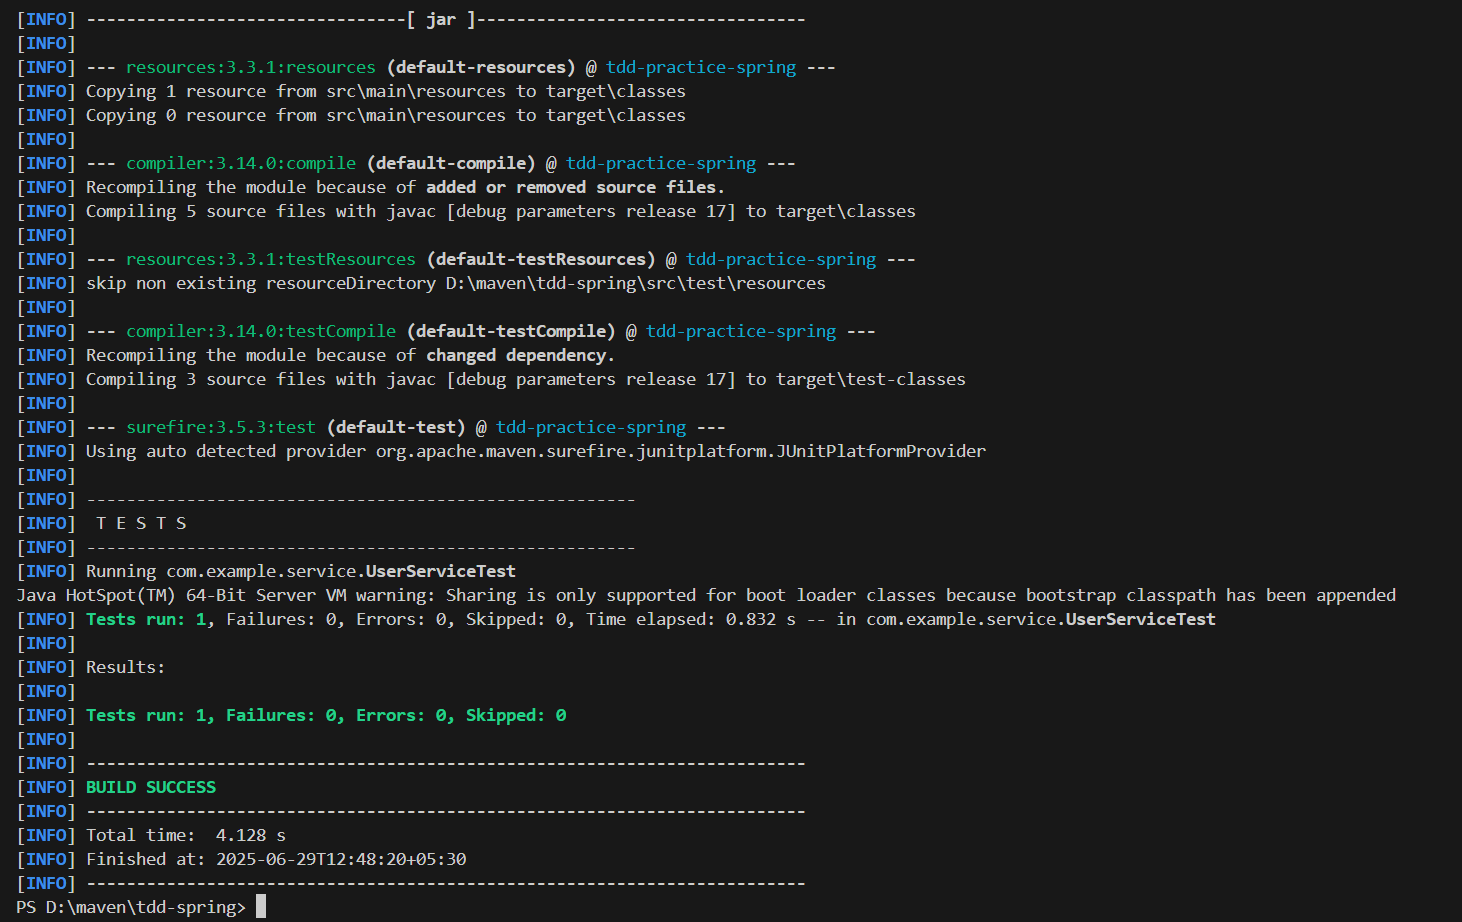 [INFO] --------------------------------[ jar ]---------------------------------
[INFO]
[INFO] --- resources:3.3.1:resources (default-resources) @ tdd-practice-spring ---
[INFO] Copying 1 resource from src\main\resources to target\classes
[INFO] Copying 0 resource from src\main\resources to target\classes
[INFO]
[INFO] --- compiler:3.14.0:compile (default-compile) @ tdd-practice-spring ---
[INFO] Recompiling the module because of added or removed source files.
[INFO] Compiling 5 source files with javac [debug parameters release 17] to target\classes
[INFO]
[INFO] --- resources:3.3.1:testResources (default-testResources) @ tdd-practice-spring ---
[INFO] skip non existing resourceDirectory D:\maven\tdd-spring\src\test\resources
[INFO]
[INFO] --- compiler:3.14.0:testCompile (default-testCompile) @ tdd-practice-spring ---
[INFO] Recompiling the module because of changed dependency.
[INFO] Compiling 3 source files with javac [debug parameters release 17] to target\test-classes
[INFO]
[INFO] --- surefire:3.5.3:test (default-test) @ tdd-practice-spring ---
[INFO] Using auto detected provider org.apache.maven.surefire.junitplatform.JUnitPlatformProvider
[INFO]
[INFO] -------------------------------------------------------
[INFO]  T E S T S
[INFO] -------------------------------------------------------
[INFO] Running com.example.service.UserServiceTest
Java HotSpot(TM) 64-Bit Server VM warning: Sharing is only supported for boot loader classes because bootstrap classpath has been appended
[INFO] Tests run: 1, Failures: 0, Errors: 0, Skipped: 0, Time elapsed: 0.832 s -- in com.example.service.UserServiceTest
[INFO]
[INFO] Results:
[INFO]
[INFO] Tests run: 1, Failures: 0, Errors: 0, Skipped: 0
[INFO]
[INFO] ------------------------------------------------------------------------
[INFO] BUILD SUCCESS
[INFO] ------------------------------------------------------------------------
[INFO] Total time:  4.128 s
[INFO] Finished at: 2025-06-29T12:48:20+05:30
[INFO] ------------------------------------------------------------------------
PS D:\maven\tdd-spring>